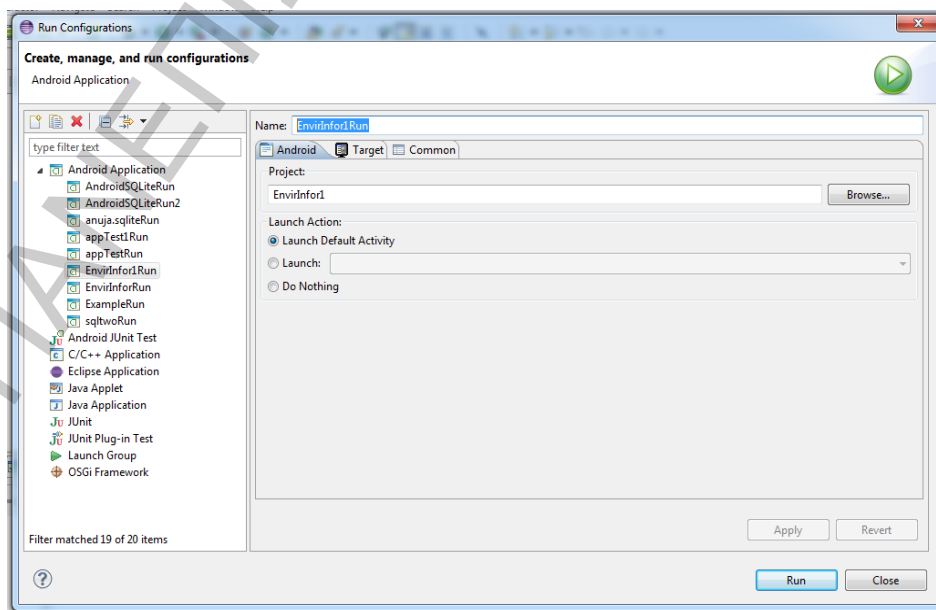 Run Configurations
Create, manage, and run configurations
Android Application
type filter text
Android Application
AndroidSQLiteRun
AndroidSQLiteRun2
anuja.sqliteRun
appTest1Run
appTestRun
EnvirInfor1Run
EnvirInforRun
ExampleRun
sqltwoRun
Android JUnit Test
C/C++ Application
Eclipse Application
Java Applet
Java Application
JUnit
JUnit Plug-in Test
Launch Group
OSGi Framework
Filter matched 19 of 20 items
Name: EnvirInfor1Run
Android Target Common
Project:
EnvirInfor1 Browse...
Launch Action:
Launch Default Activity
Launch:
Do Nothing
Apply Revert
Run Close